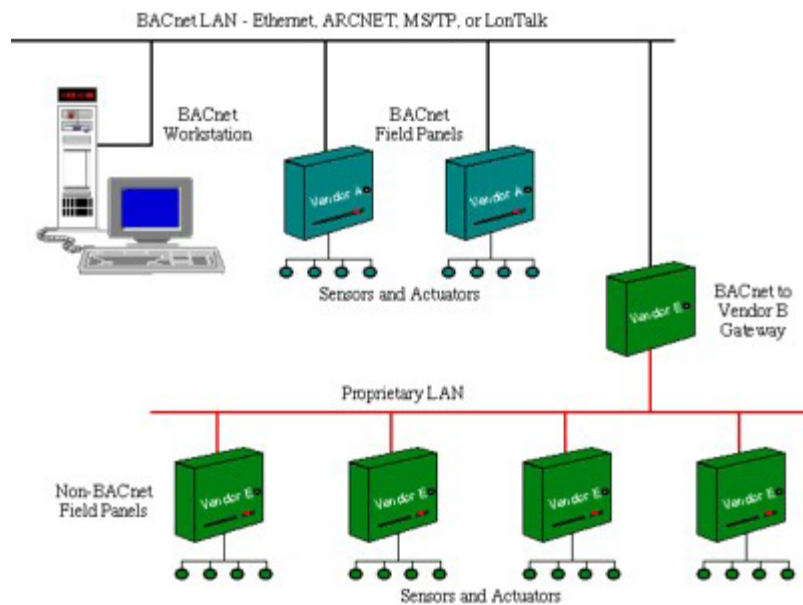 BACnet LAN - Ethernet, ARCNET, MS/TP, or LonTalk
BACnet
Workstation
BACnet
Field Panels
Vendor A
Vendor A
Sensors and Actuators
BACnet to
Vendor B
Gateway
Vendor
Proprietary LAN
Non-BACnet
Field Panels
Vendor
Vendor
Vendor
Vendor
Sensors and Actuators